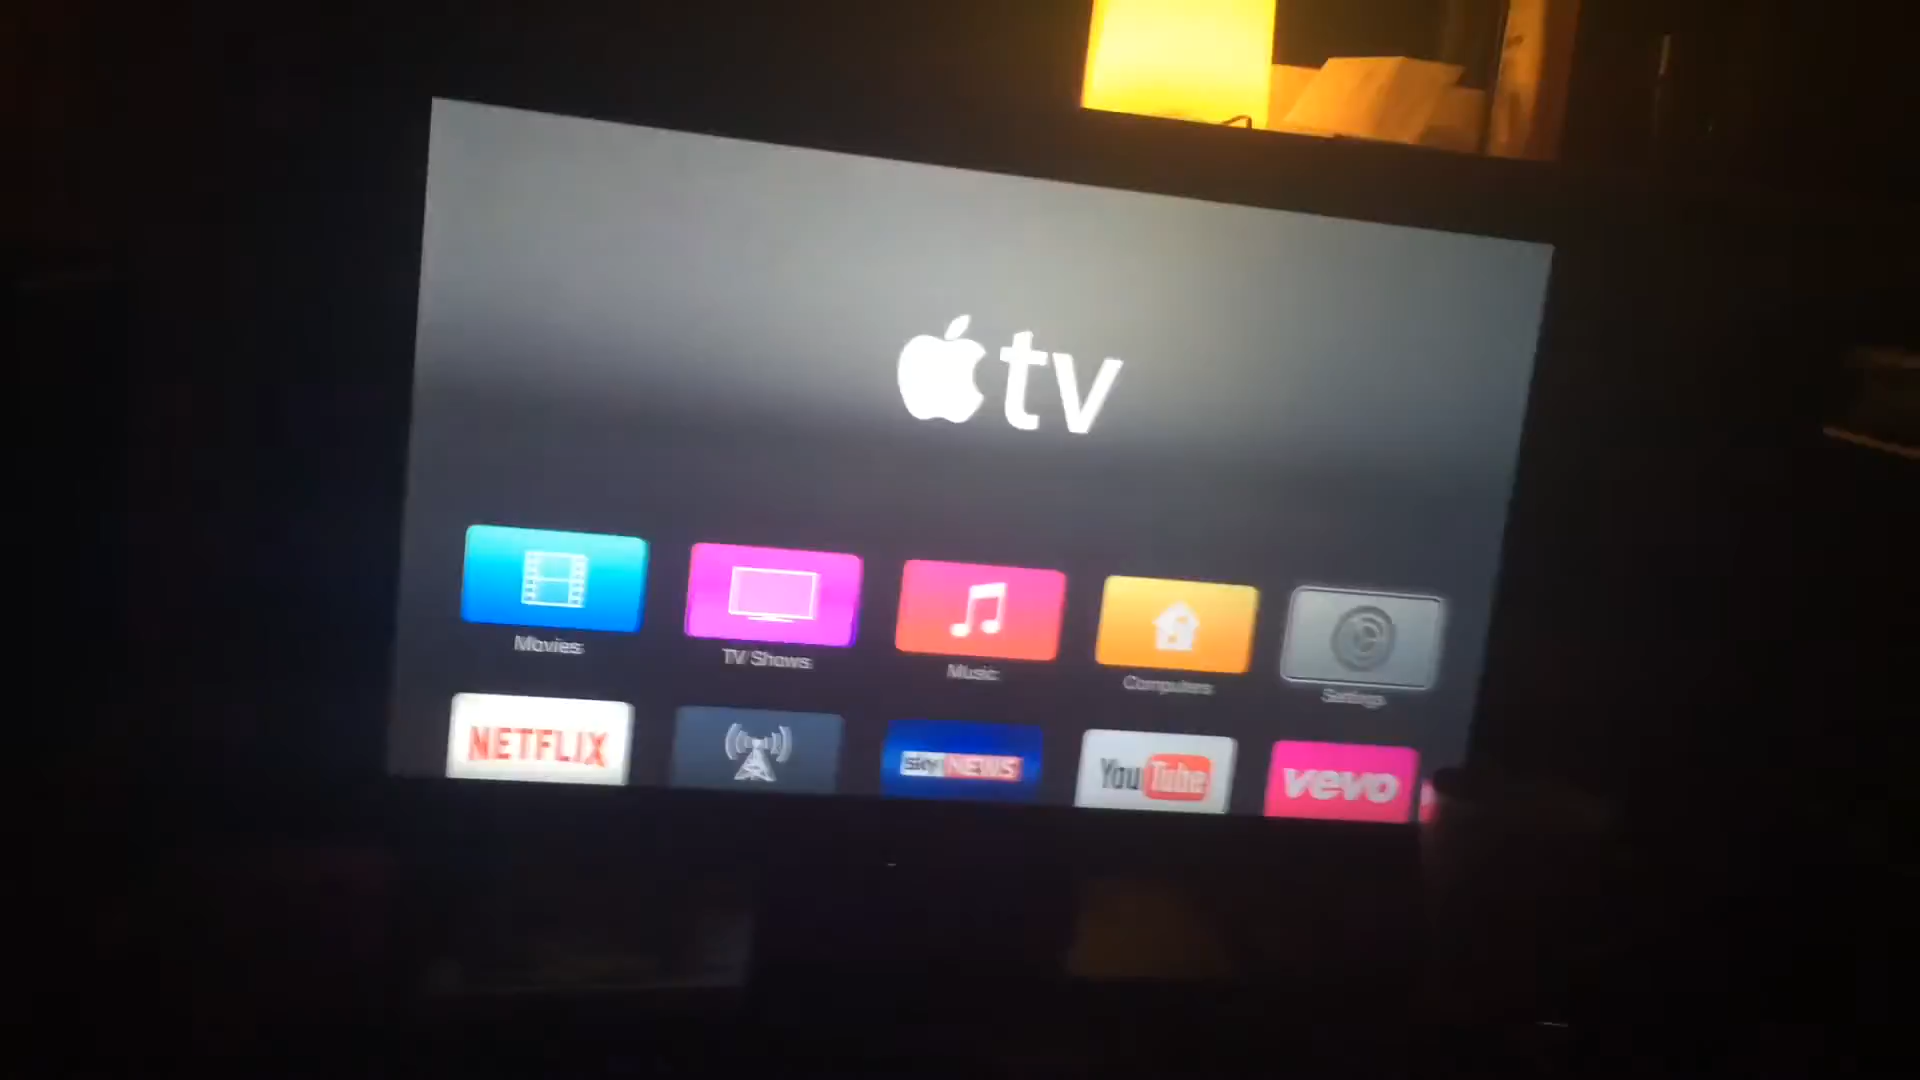 tv
Movies
TV Shows
Music
Computers
Settings
NETFLIX
sky NEWS
YouTube
vevo